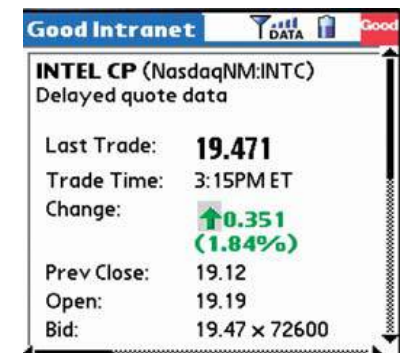 Good Intranet DATA Good
INTEL CP (NasdaqNM:INTC)
Delayed quote data
Last Trade: 19.471
Trade Time: 3:15PM ET
Change: 0.351
(1.84%)
Prev Close: 19.12
Open: 19.19
Bid: 19.47 x 72600